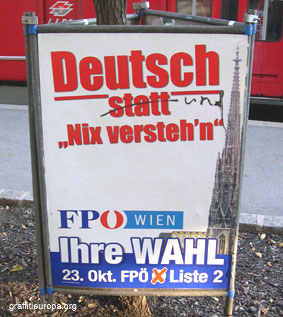 Deutsch
statt und
„Nix versteh'n“
FPÖ WIEN
Ihre WAHL
23. Okt. FPÖ Liste 2
graffitieuropa.org